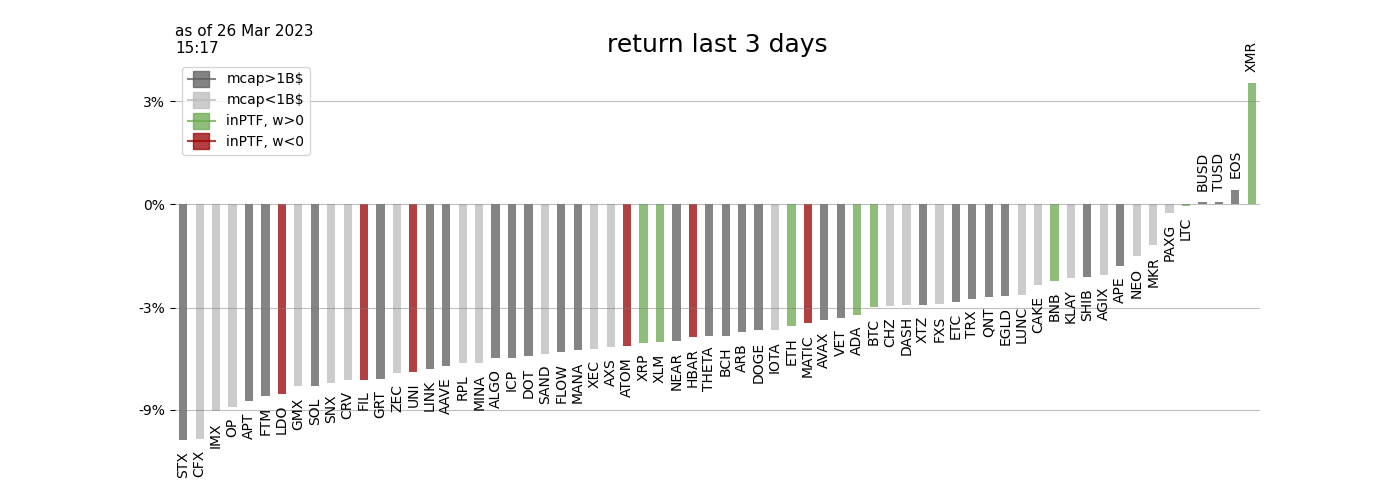 as of 26 Mar 2023
15:17
return last 3 days
mcap>1B$
mcap<1B$
inPTF, w>0
inPTF, w<0
3%
0%
-3%
-9%
STX
CFX
IMX
OP
APT
FTM
LDO
GMX
SOL
SNX
CRV
FIL
GRT
ZEC
UNI
LINK
AAVE
RPL
MINA
ALGO
ICP
DOT
SAND
FLOW
MANA
XEC
AXS
ATOM
XRP
XLM
NEAR
HBAR
THETA
BCH
ARB
DOGE
IOTA
ETH
MATIC
AVAX
VET
ADA
BTC
CHZ
DASH
XTZ
FXS
ETC
TRX
QNT
EGLD
LUNC
CAKE
BNB
KLAY
SHIB
AGIX
APE
NEO
MKR
PAXG
LTC
BUSD
TUSD
EOS
XMR